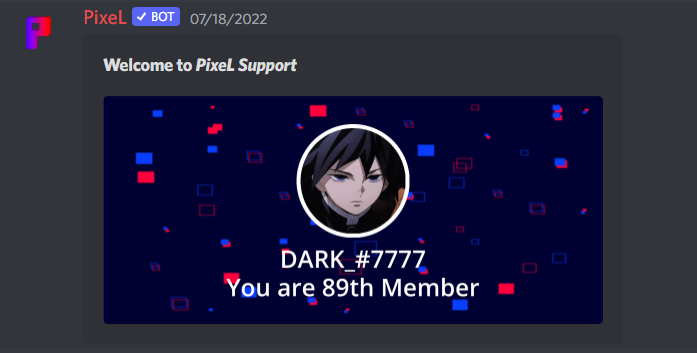 PixeL ✓ BOT 07/18/2022
Welcome to PixeL Support
DARK_#7777
You are 89th Member